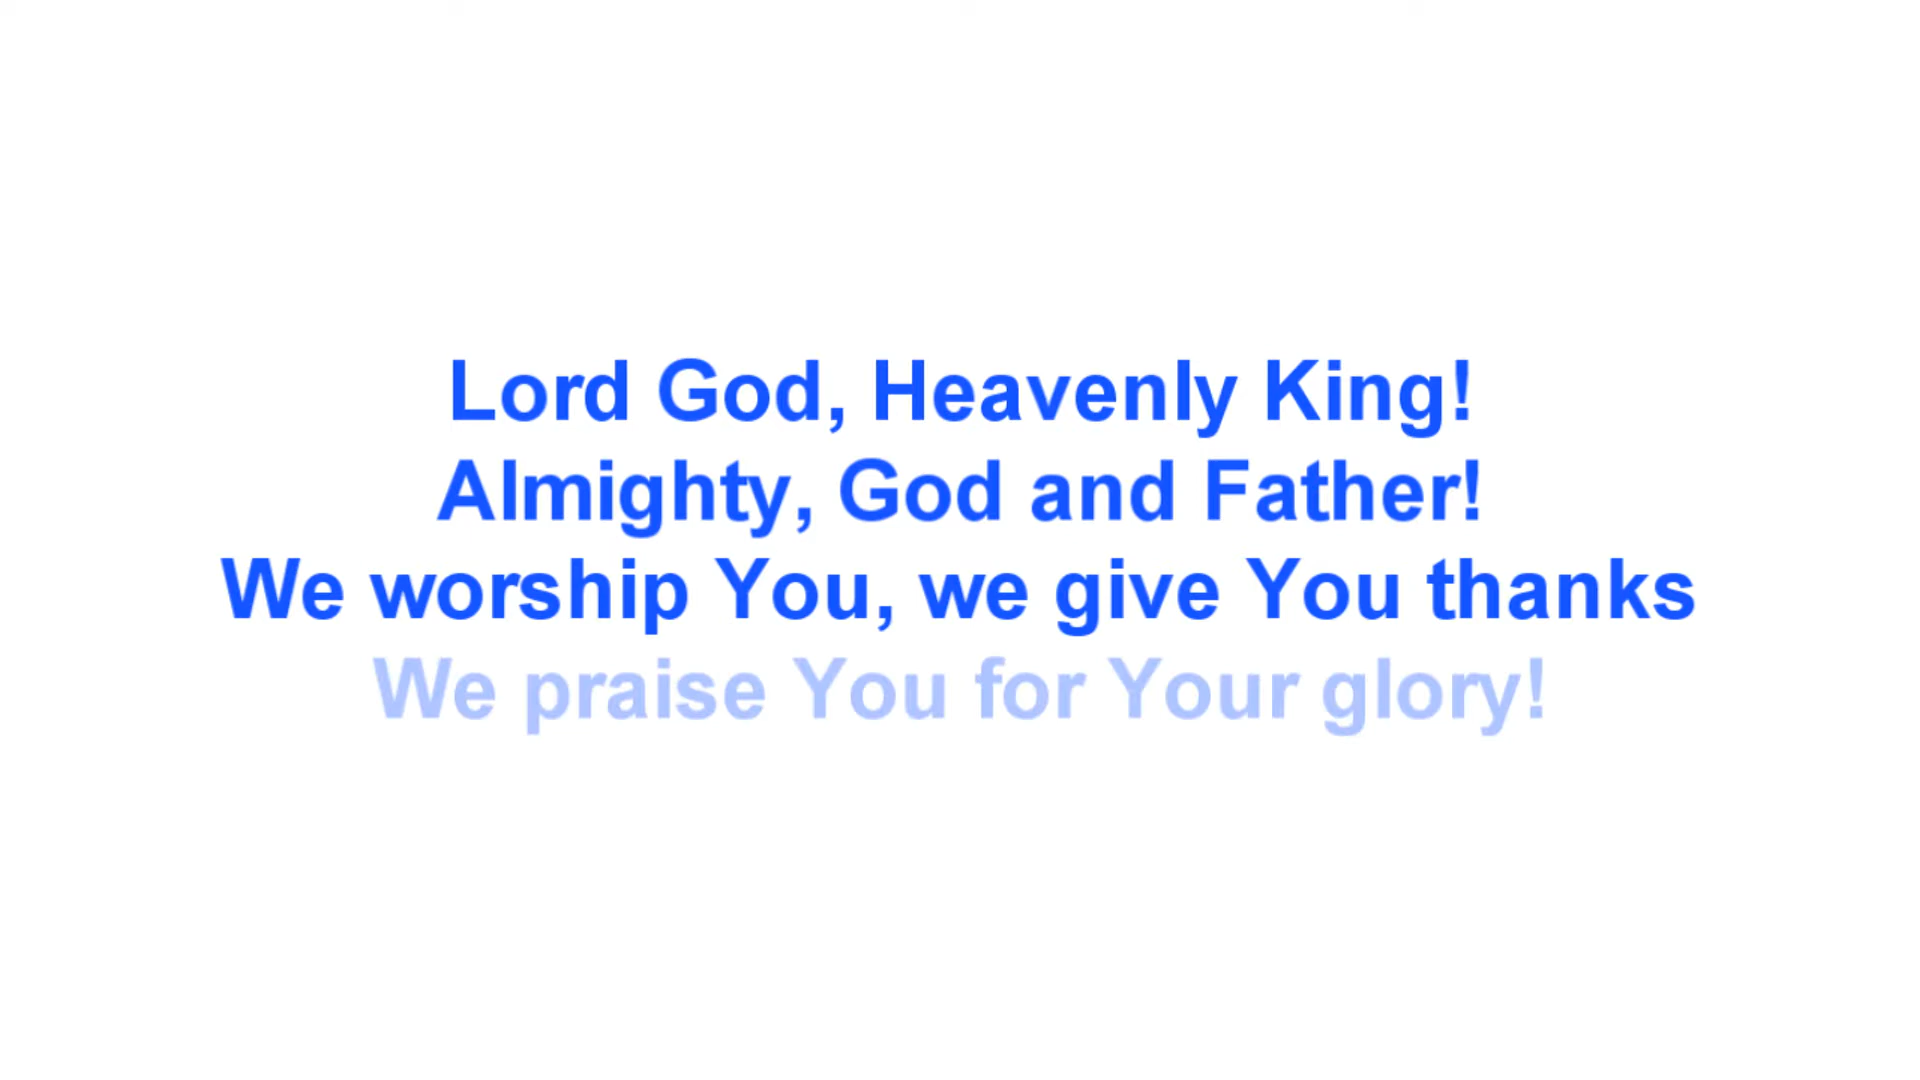 Lord God, Heavenly King!
Almighty, God and Father!
We worship You, we give You thanks
We praise You for Your glory!